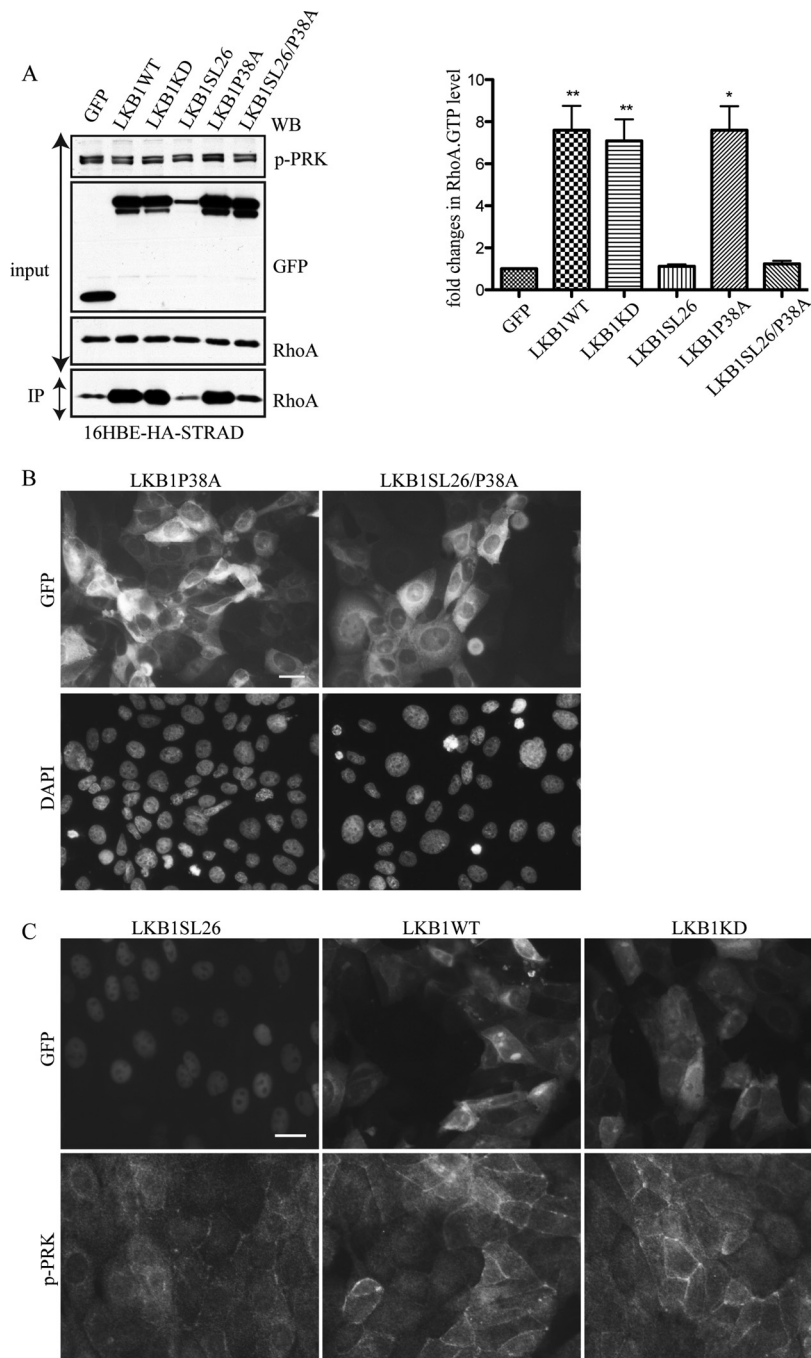 A
GFP
LKB1WT
LKB1KD
LKB1SL26
LKB1P38A
LKB1SL26/P38A
WB
p-PRK
GFP
RhoA
RhoA
input
IP
16HBE-HA-STRAD
fold changes in RhoA.GTP level
10
8
6
4
2
0
**
**
*
GFP
LKB1WT
LKB1KD
LKB1SL26
LKB1P38A
LKB1SL26/P38A
B
LKB1P38A
LKB1SL26/P38A
GFP
DAPI
C
LKB1SL26
LKB1WT
LKB1KD
GFP
p-PRK